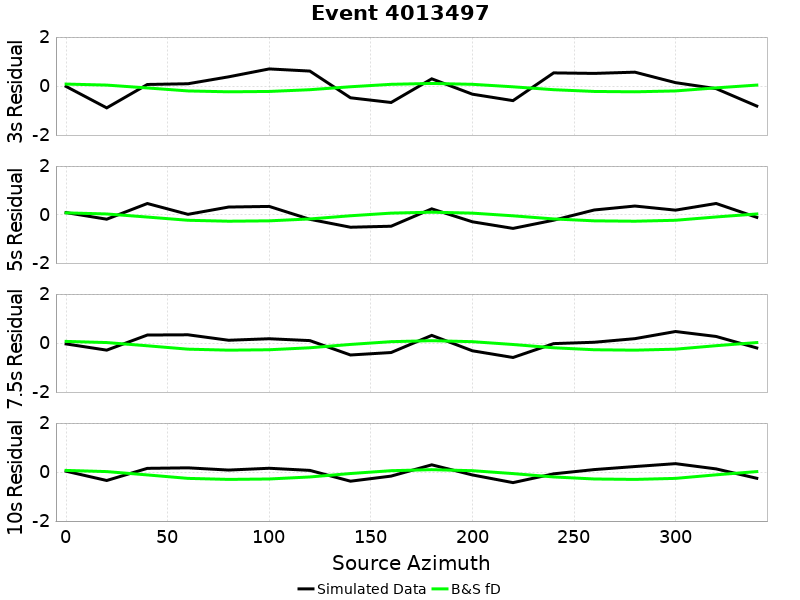 Event 4013497
3s Residual
2
0
-2
5s Residual
2
0
-2
7.5s Residual
2
0
-2
10s Residual
2
0
-2
0 50 100 150 200 250 300
Source Azimuth
Simulated Data B&S fD